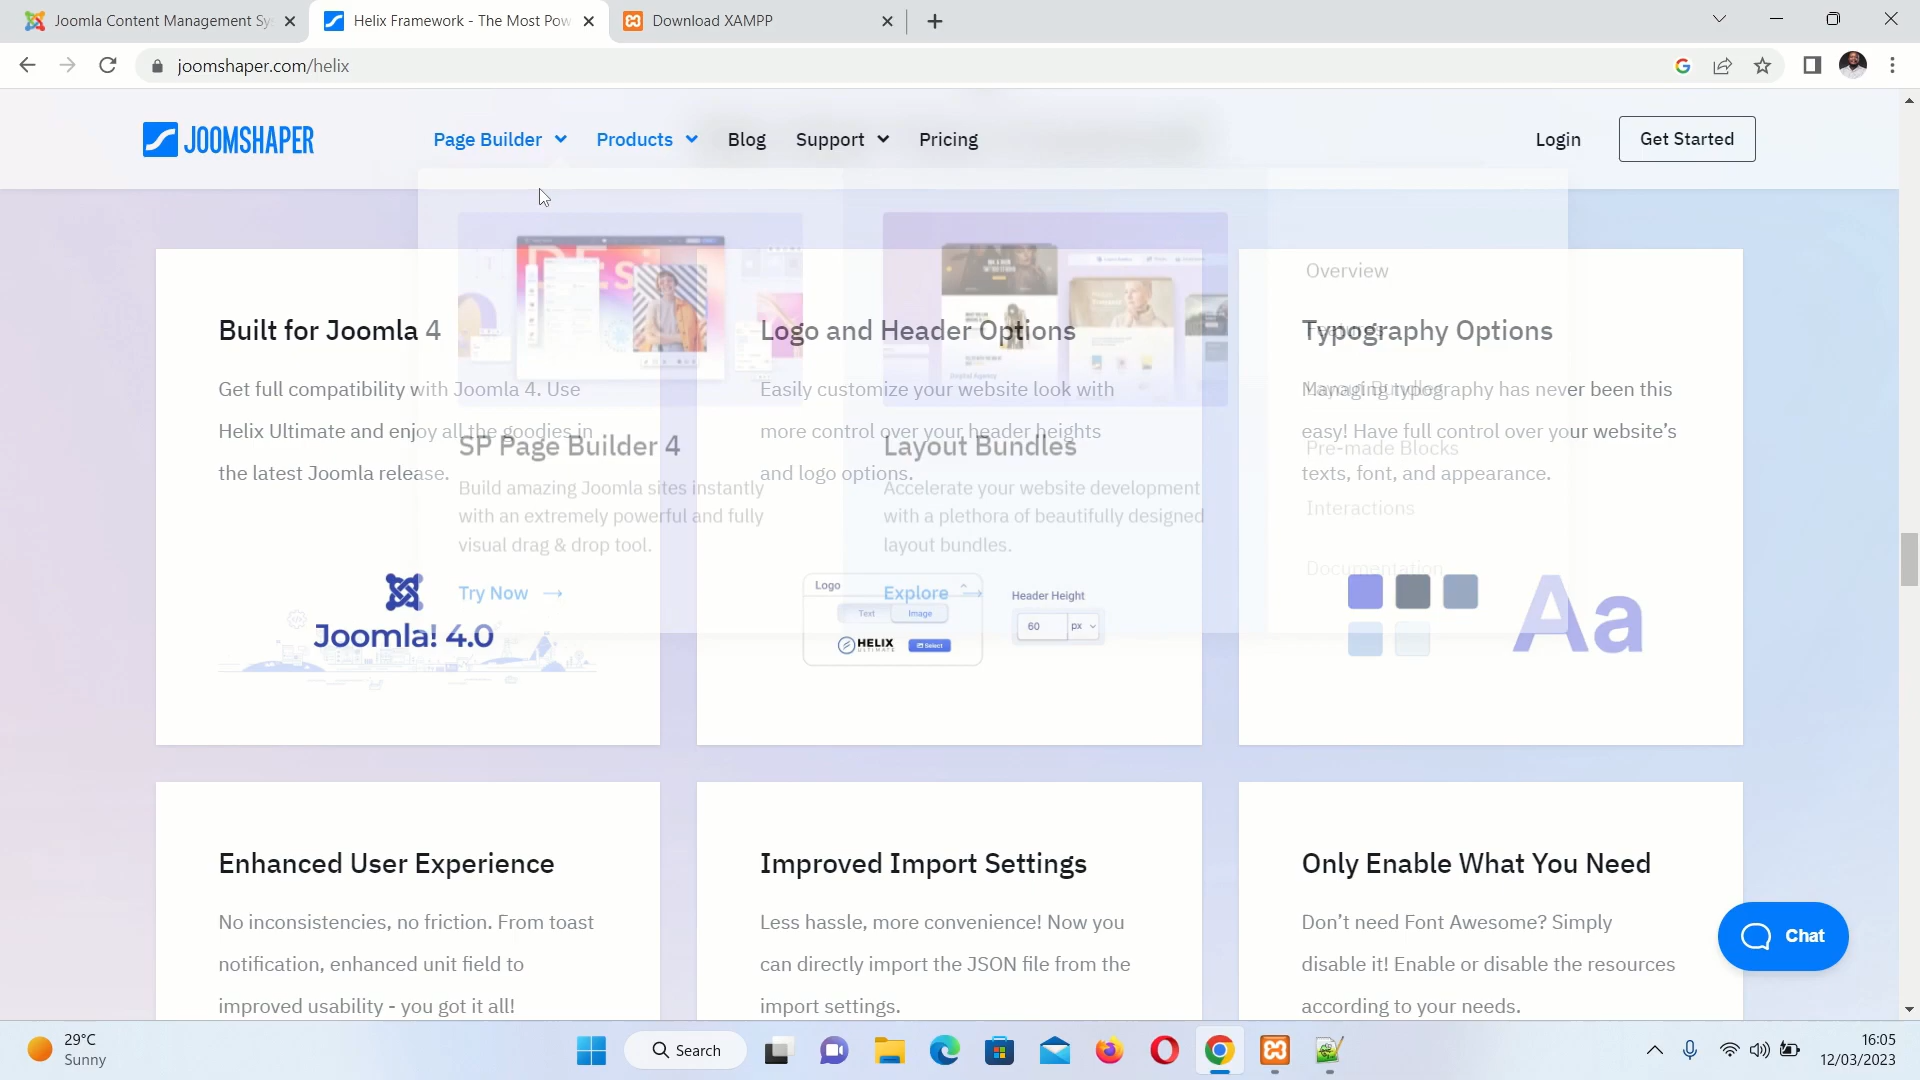 Joomla Content Management Sy
Helix Framework - The Most Pow
Download XAMPP
joomshaper.com/helix
JOOMSHAPER
Page Builder
Products
Blog
Support
Pricing
Login
Get Started
Overview
Built for Joomla 4
Logo and Header Options
Features
Typography Options
Get full compatibility with Joomla 4. Use
Helix Ultimate and enjoy all the goodies in
the latest Joomla release.
Easily customize your website look with
more control over your header heights
and logo options.
Layout Bundles
Managing typography has never been this
easy! Have full control over your website's
texts, font, and appearance.
SP Page Builder 4
Build amazing Joomla sites instantly
with an extremely powerful and fully
visual drag & drop tool.
Try Now
Layout Bundles
Accelerate your website development
with a plethora of beautifully designed
layout bundles.
Explore
Pre-made Blocks
Interactions
Documentation
Joomla! 4.0
Logo
Text
Image
HELIX
ULTIMATE
Select
Header Height
60
px
Aa
Enhanced User Experience
No inconsistencies, no friction. From toast
notification, enhanced unit field to
improved usability - you got it all!
Improved Import Settings
Less hassle, more convenience! Now you
can directly import the JSON file from the
import settings.
Only Enable What You Need
Don't need Font Awesome? Simply
disable it! Enable or disable the resources
according to your needs.
Chat
29°C
Sunny
Search
16:05
12/03/2023